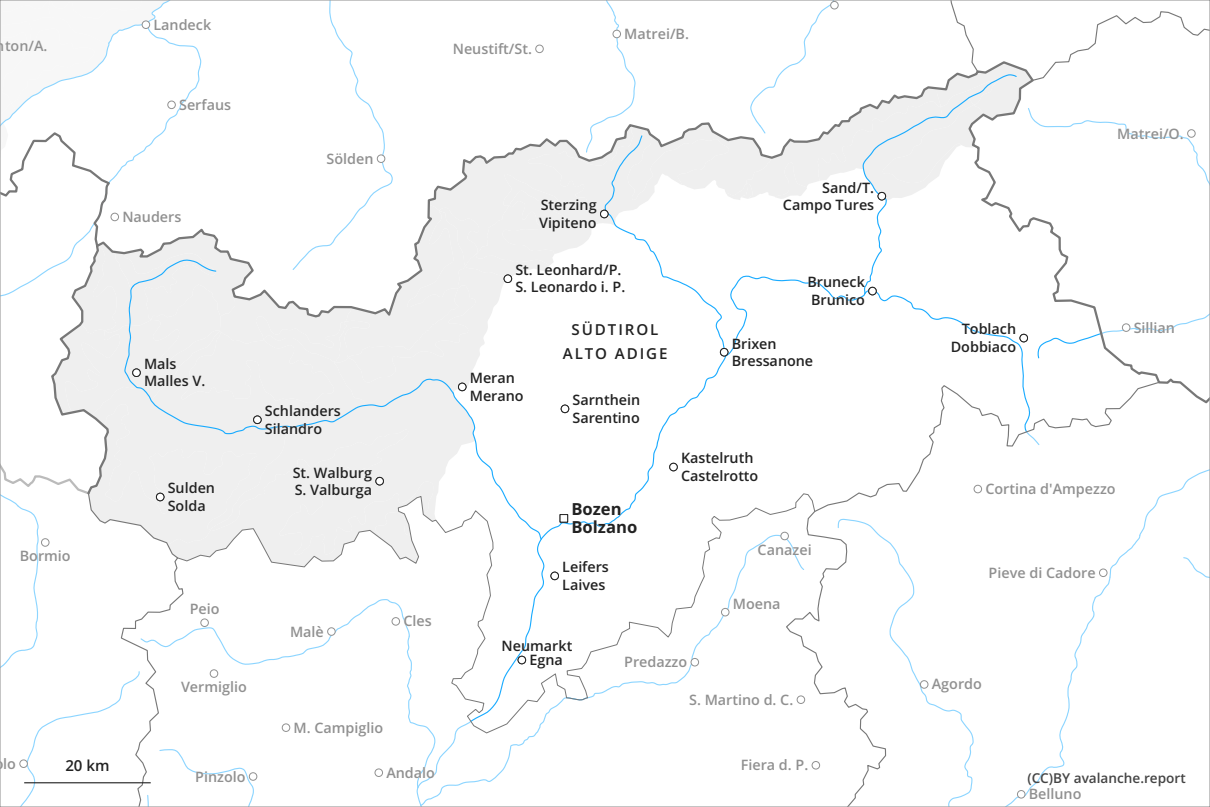 Landeck
nton/A.
Neustift/St.
Matrei/B.
Serfaus
Matrei/O.
Sölden
Sand/T.
Campo Tures
Nauders
Sterzing
Vipiteno
St. Leonhard/P.
S. Leonardo i. P.
Bruneck
Brunico
SÜDTIROL
ALTO ADIGE
Toblach
Dobbiaco
Sillian
Brixen
Bressanone
Mals
Malles V.
Meran
Merano
Sarnthein
Sarentino
Schlanders
Silandro
Kastelruth
Castelrotto
St. Walburg
S. Valburga
Sulden
Solda
Cortina d'Ampezzo
Bozen
Bolzano
Canazei
Bormio
Leifers
Laives
Pieve di Cadore
Peio
Moena
Malè
Cles
Neumarkt
Egna
Predazzo
Vermiglio
Agordo
S. Martino d. C.
M. Campiglio
olo
20 km
Pinzolo
Andalo
Fiera d. P.
(CC)BY avalanche.report
Belluno